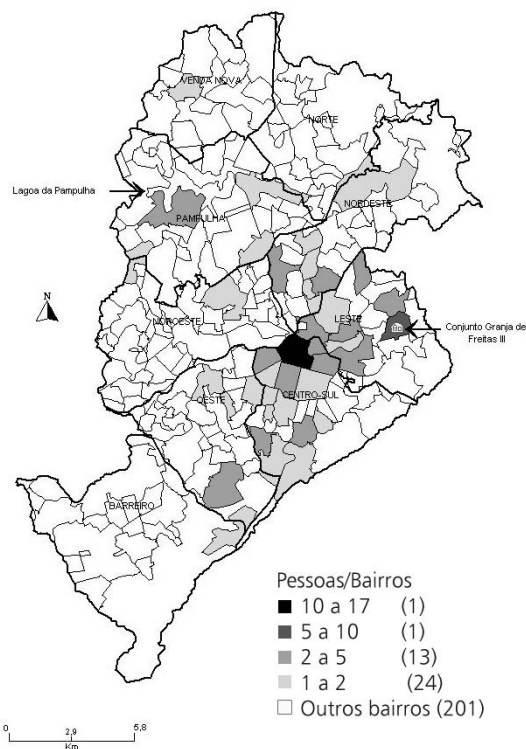 VENDA NOVA
NORTE
Lagoa da Pampulha
PAMPULHA
NORDESTE
N
NOROESTE
LESTE
Conjunto Granja de
Freitas III
OESTE
CENTRO-SUL
BARREIRO
Pessoas/Bairros
10 a 17 (1)
5 a 10 (1)
2 a 5 (13)
1 a 2 (24)
Outros bairros (201)
0 2,9 5,8
Km